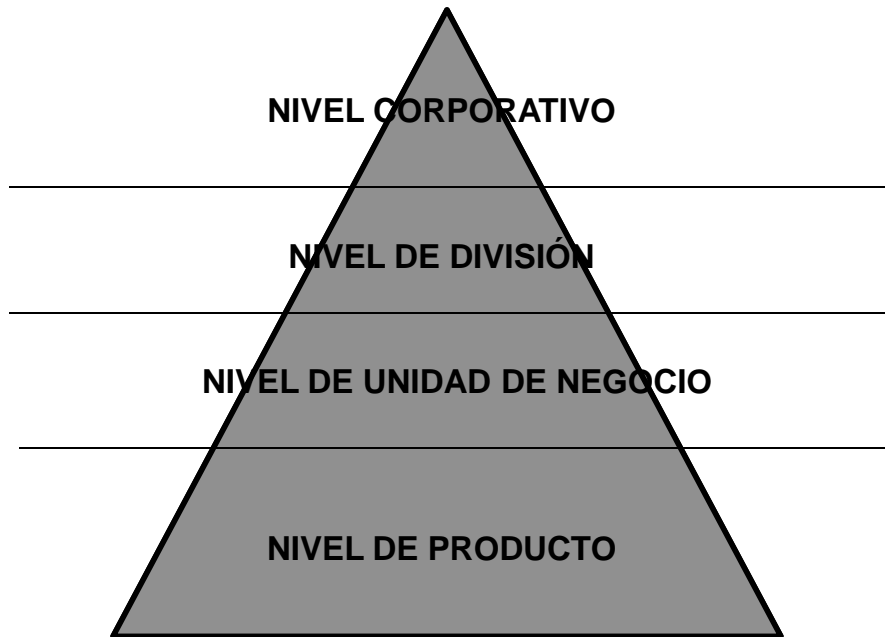 NIVEL CORPORATIVO
NIVEL DE DIVISIÓN
NIVEL DE UNIDAD DE NEGOCIO
NIVEL DE PRODUCTO